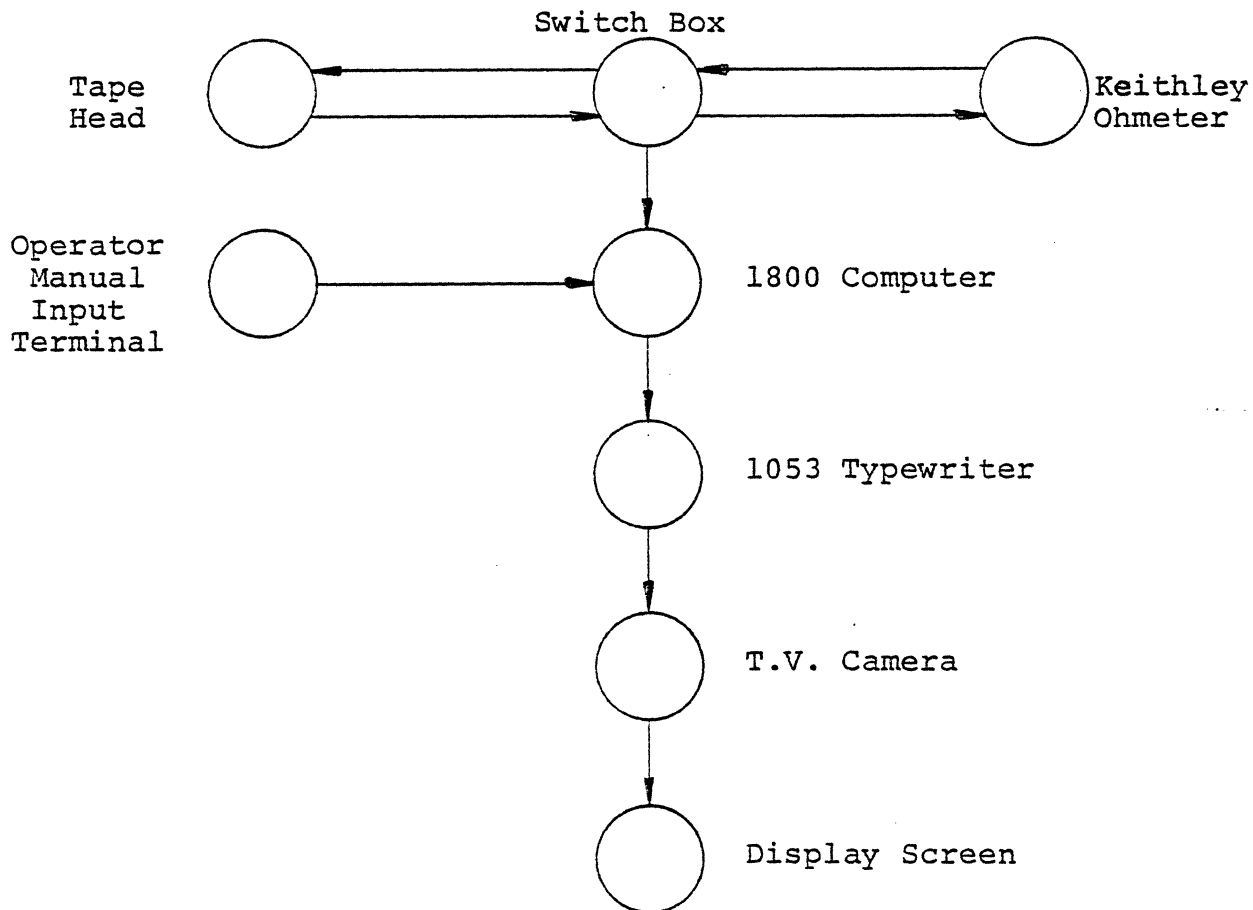 Switch Box
Tape
Head
Keithley
Ohmeter
Operator
Manual
Input
Terminal
1800 Computer
1053 Typewriter
T.V. Camera
Display Screen